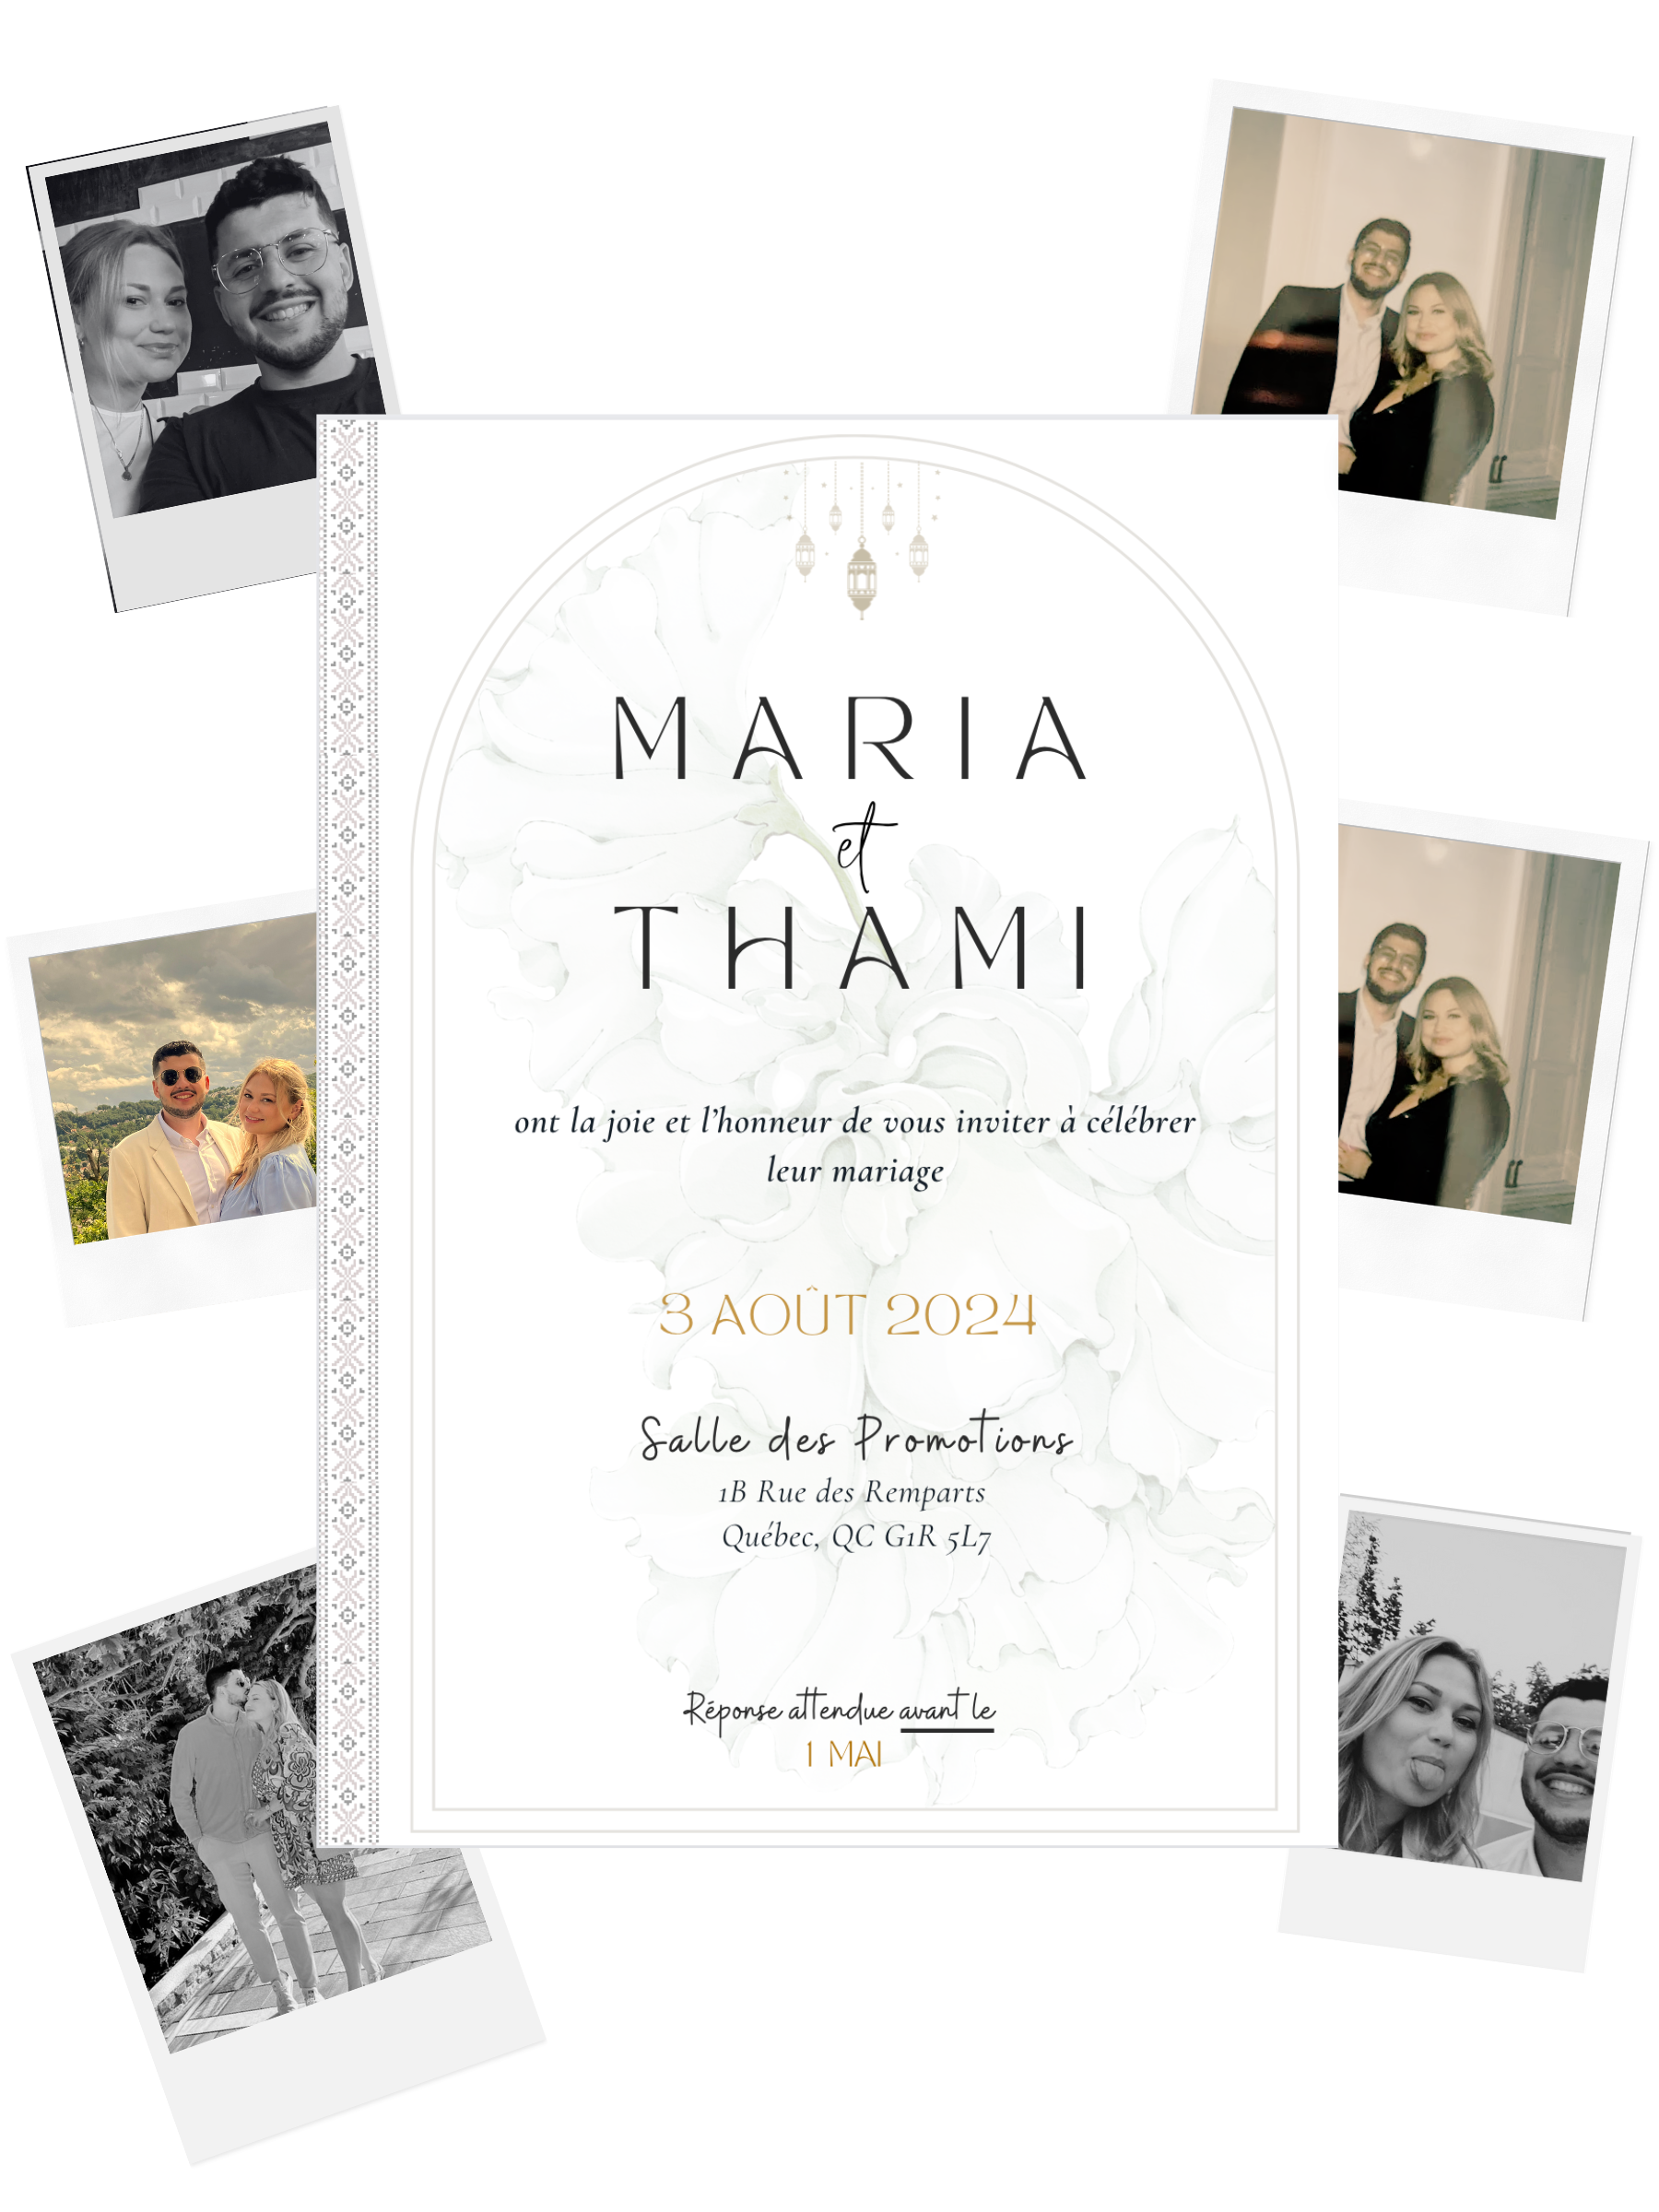 MARIA
et
THAMI
ont la joie et l'honneur de vous inviter à célébrer
leur mariage
3 AOÛT 2024
Salle des Promotions
1B Rue des Remparts
Québec, QC G1R 5L7
Réponse attendue avant le
1 MAI